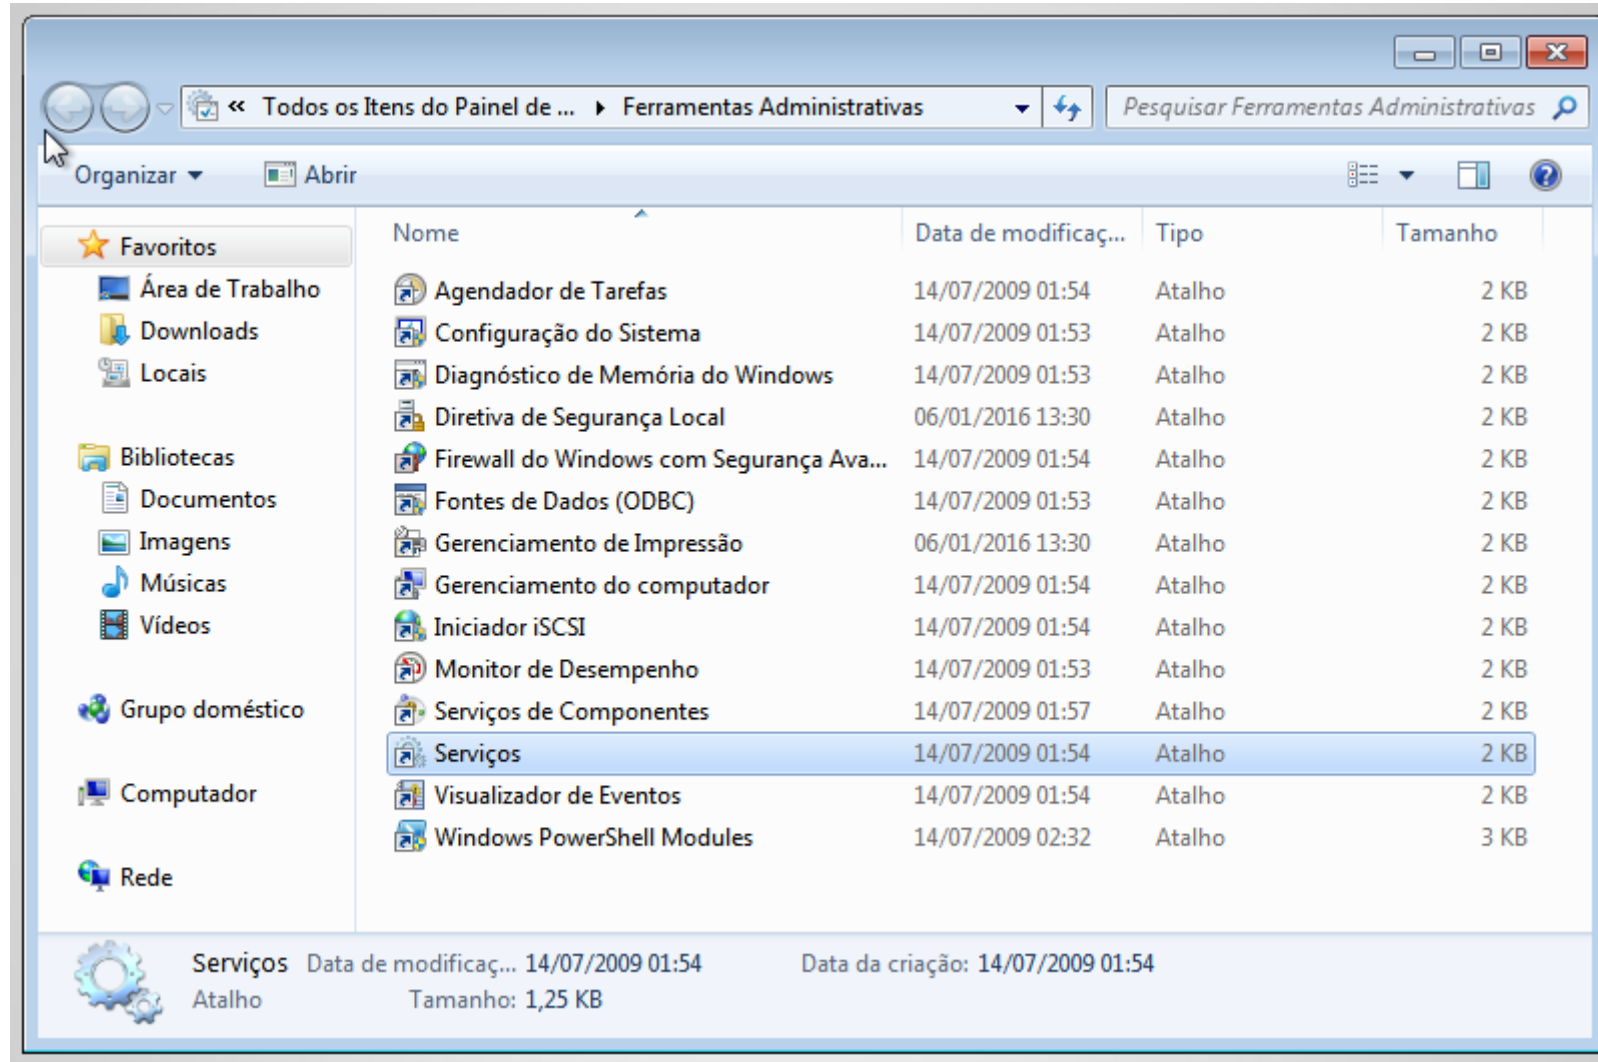 « Todos os Itens do Painel de ... Ferramentas Administrativas Pesquisar Ferramentas Administrativas
Organizar Abrir
Favoritos
Área de Trabalho
Downloads
Locais
Bibliotecas
Documentos
Imagens
Músicas
Vídeos
Grupo doméstico
Computador
Rede
Nome Data de modificaç... Tipo Tamanho
Agendador de Tarefas 14/07/2009 01:54 Atalho 2 KB
Configuração do Sistema 14/07/2009 01:53 Atalho 2 KB
Diagnóstico de Memória do Windows 14/07/2009 01:53 Atalho 2 KB
Diretiva de Segurança Local 06/01/2016 13:30 Atalho 2 KB
Firewall do Windows com Segurança Ava... 14/07/2009 01:54 Atalho 2 KB
Fontes de Dados (ODBC) 14/07/2009 01:53 Atalho 2 KB
Gerenciamento de Impressão 06/01/2016 13:30 Atalho 2 KB
Gerenciamento do computador 14/07/2009 01:54 Atalho 2 KB
Iniciador iSCSI 14/07/2009 01:54 Atalho 2 KB
Monitor de Desempenho 14/07/2009 01:53 Atalho 2 KB
Serviços de Componentes 14/07/2009 01:57 Atalho 2 KB
Serviços 14/07/2009 01:54 Atalho 2 KB
Visualizador de Eventos 14/07/2009 01:54 Atalho 2 KB
Windows PowerShell Modules 14/07/2009 02:32 Atalho 3 KB
Serviços Data de modificaç... 14/07/2009 01:54 Data da criação: 14/07/2009 01:54
Atalho Tamanho: 1,25 KB